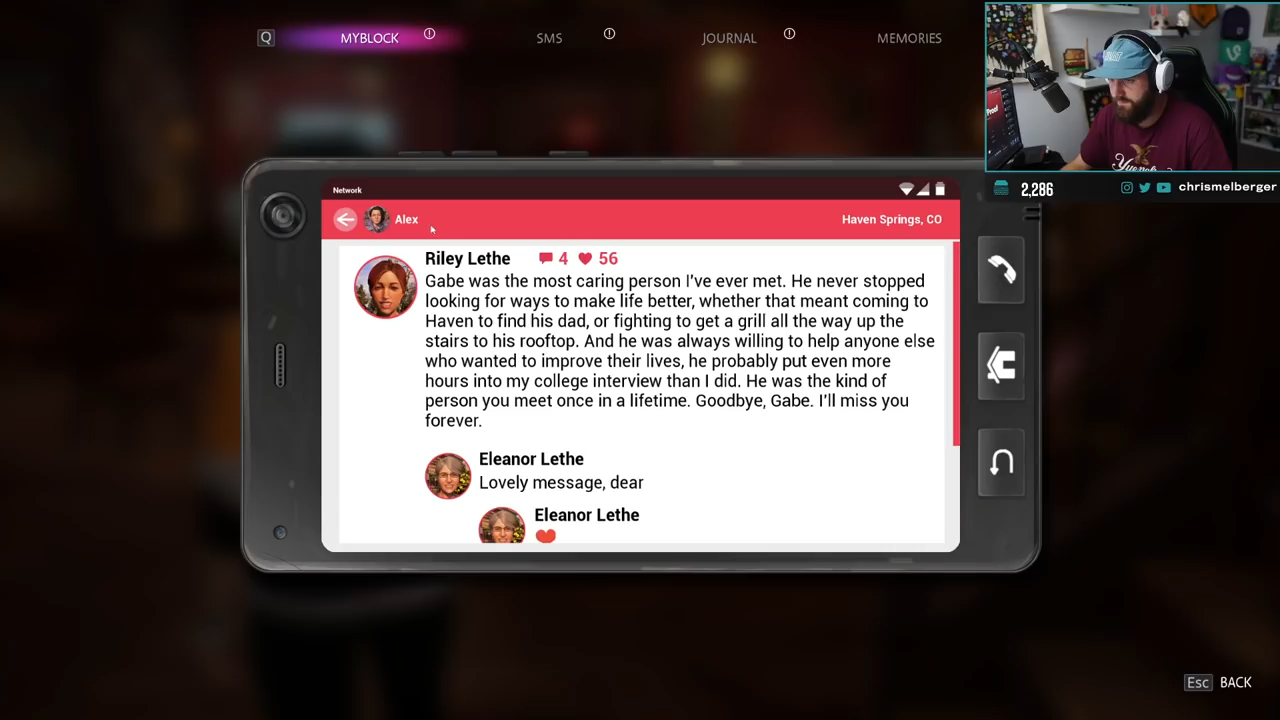 Q
MYBLOCK
SMS
JOURNAL
MEMORIES
2,286
chrismelberger
Network
Alex
Haven Springs, CO
Riley Lethe 4 56
Gabe was the most caring person I've ever met. He never stopped
looking for ways to make life better, whether that meant coming to
Haven to find his dad, or fighting to get a grill all the way up the
stairs to his rooftop. And he was always willing to help anyone else
who wanted to improve their lives, he probably put even more
hours into my college interview than I did. He was the kind of
person you meet once in a lifetime. Goodbye, Gabe. I'll miss you
forever.
Eleanor Lethe
Lovely message, dear
Eleanor Lethe
Esc BACK